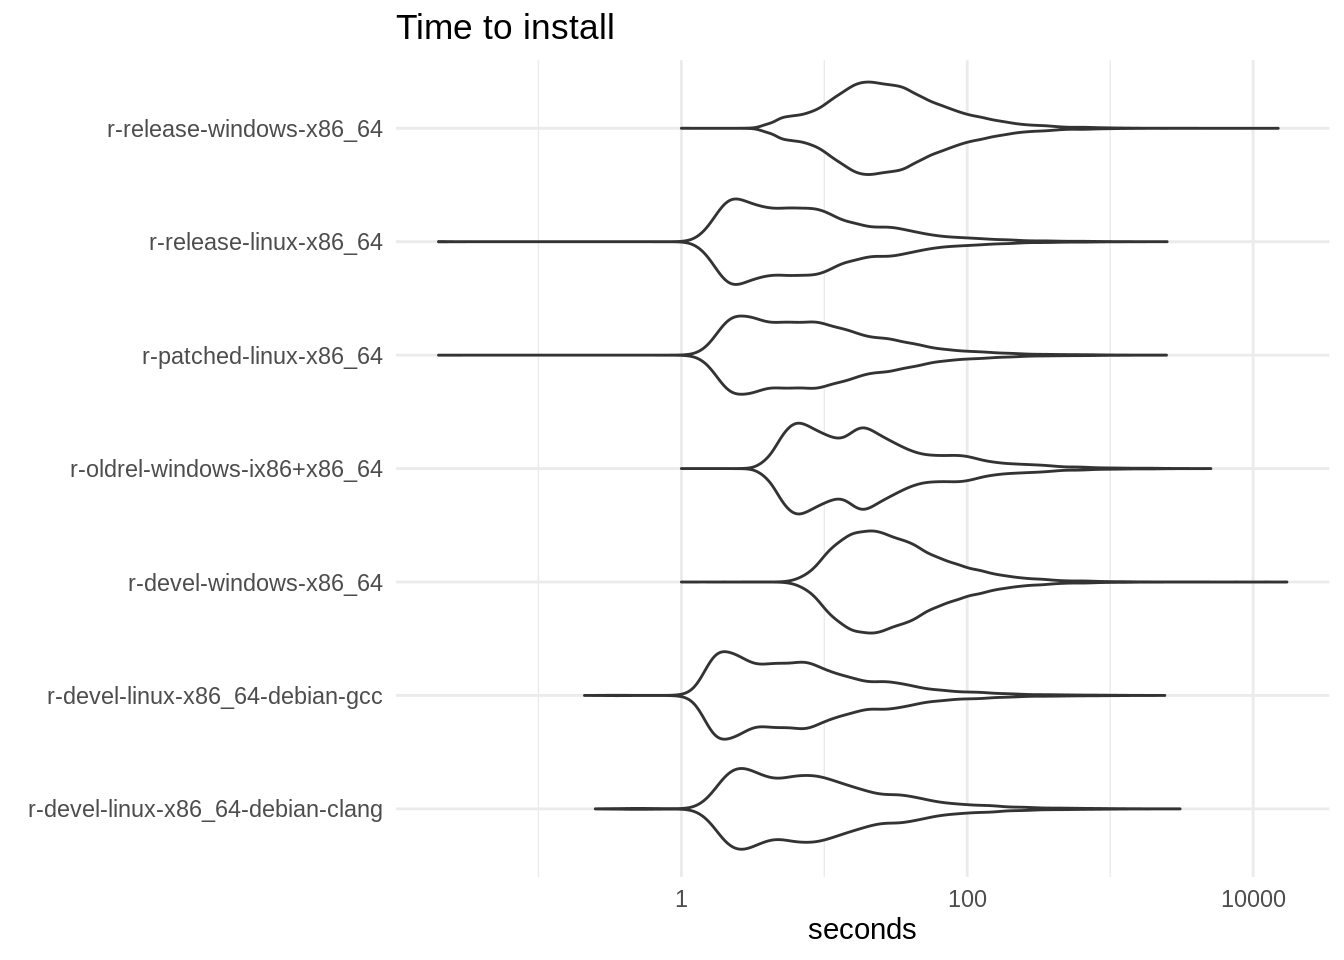 Time to install
r-release-windows-x86_64
r-release-linux-x86_64
r-patched-linux-x86_64
r-oldrel-windows-ix86+x86_64
r-devel-windows-x86_64
r-devel-linux-x86_64-debian-gcc
r-devel-linux-x86_64-debian-clang
1 100 10000
seconds